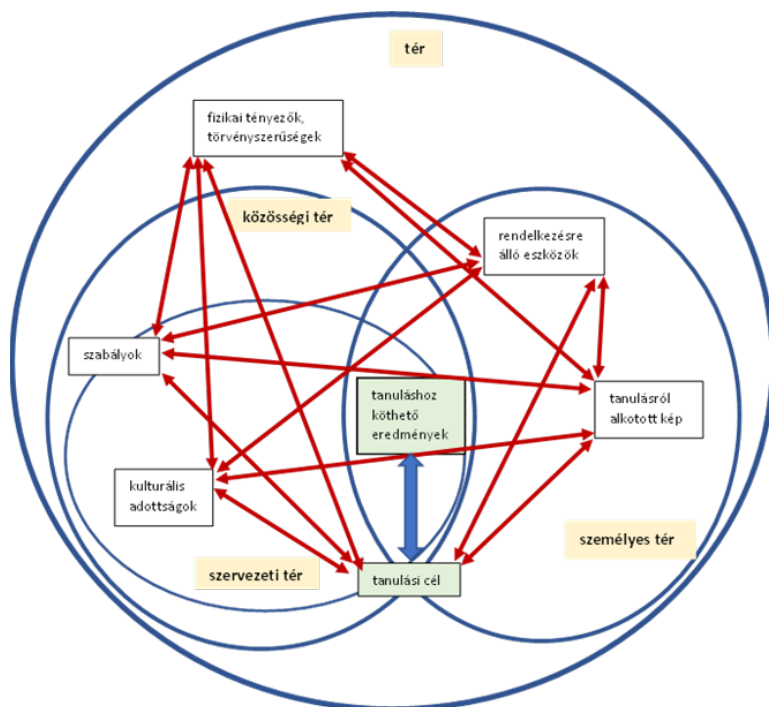 tér
fizikai tényezők,
törvényszerűségek
közösségi tér
rendelkezésre
álló eszközök
szabályok
tanuláshoz
köthető
eredmények
tanulásról
alkotott kép
kulturális
adottságok
személyes tér
szervezeti tér
tanulási cél